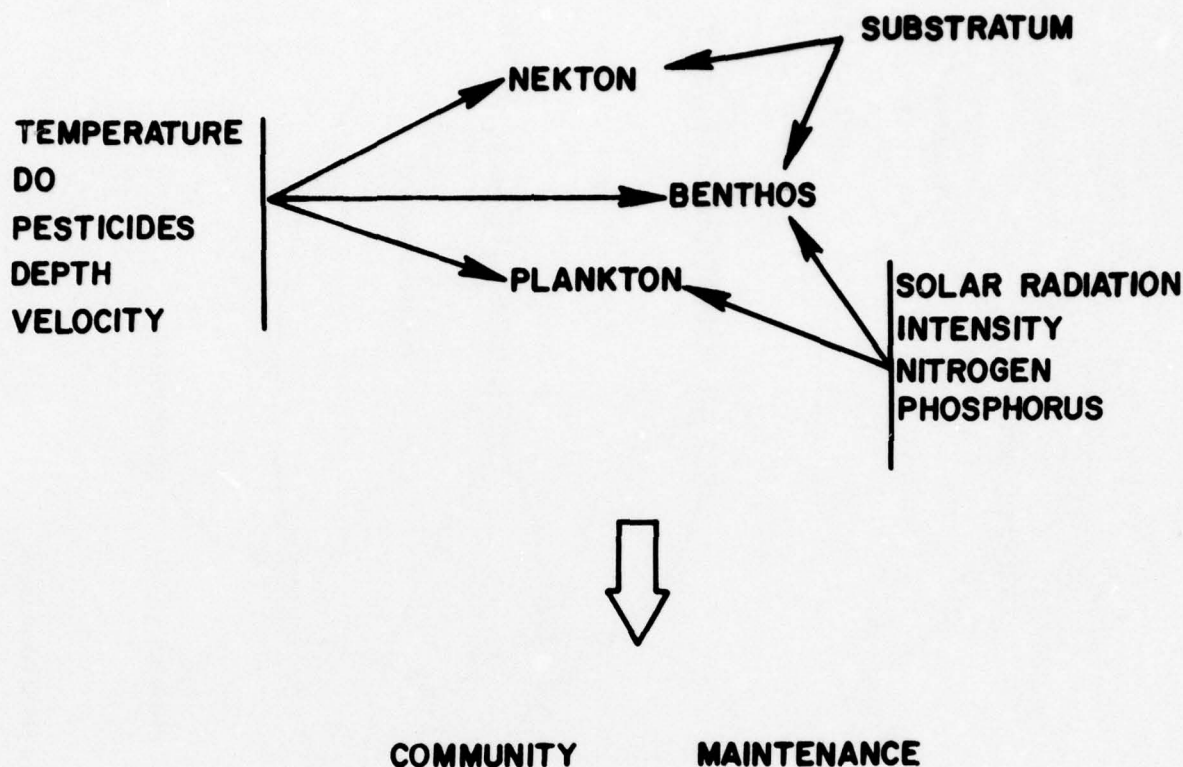 SUBSTRATUM
NEKTON
TEMPERATURE
DO
PESTICIDES
DEPTH
VELOCITY
BENTHOS
PLANKTON
SOLAR RADIATION
INTENSITY
NITROGEN
PHOSPHORUS
COMMUNITY MAINTENANCE